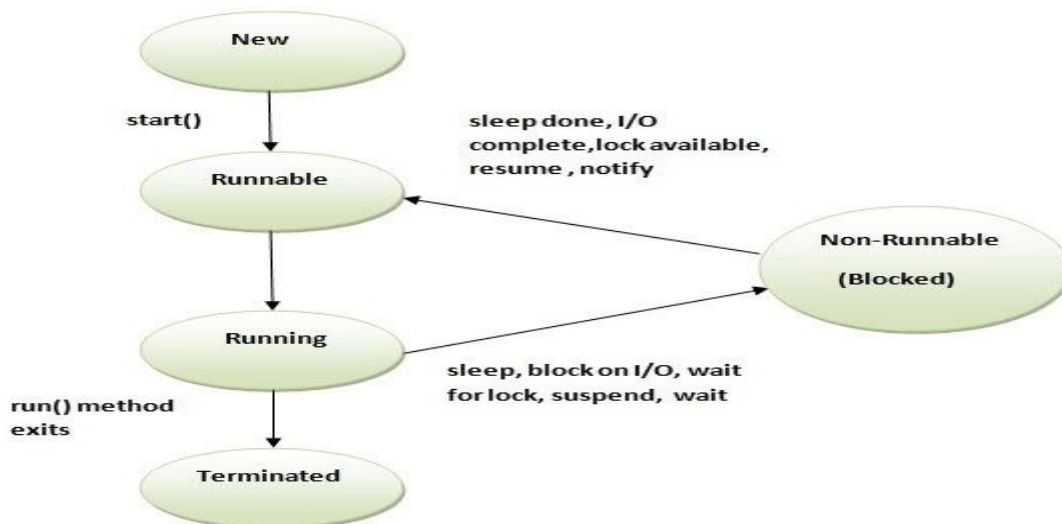 New
start()
sleep done, I/O
complete,lock available,
resume , notify
Runnable
Non-Runnable
(Blocked)
Running
sleep, block on I/O, wait
for lock, suspend, wait
run() method
exits
Terminated